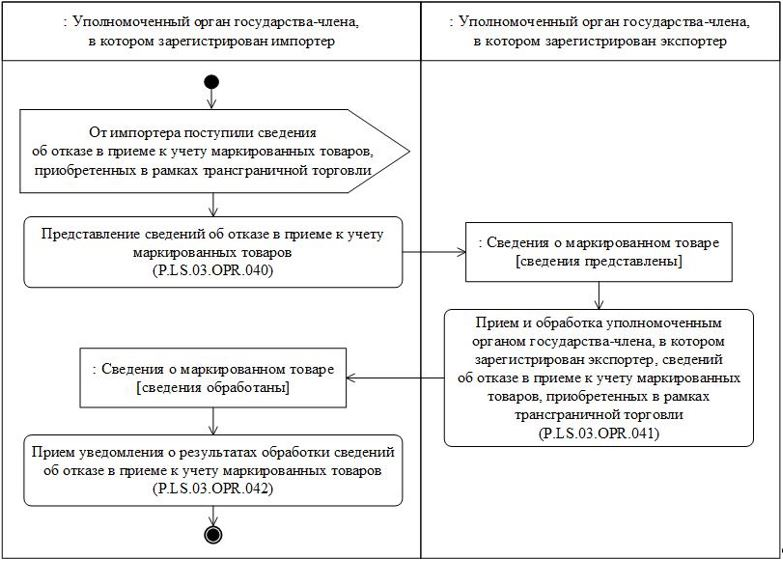 : Уполномоченный орган государства-члена,
в котором зарегистрирован импортер
: Уполномоченный орган государства-члена,
в котором зарегистрирован экспортер
От импортера поступили сведения
об отказе в приеме к учету маркированных товаров,
приобретенных в рамках трансграничной торговли
Представление сведений об отказе в приеме к учету
маркированных товаров
(P.LS.03.OPR.040)
: Сведения о маркированном товаре
[сведения представлены]
Прием и обработка уполномоченным
органом государства-члена, в котором
зарегистрирован экспортер, сведений
об отказе в приеме к учету маркированных
товаров, приобретенных в рамках
трансграничной торговли
(P.LS.03.OPR.041)
: Сведения о маркированном товаре
[сведения обработаны]
Прием уведомления о результатах обработки сведений
об отказе в приеме к учету маркированных товаров
(P.LS.03.OPR.042)